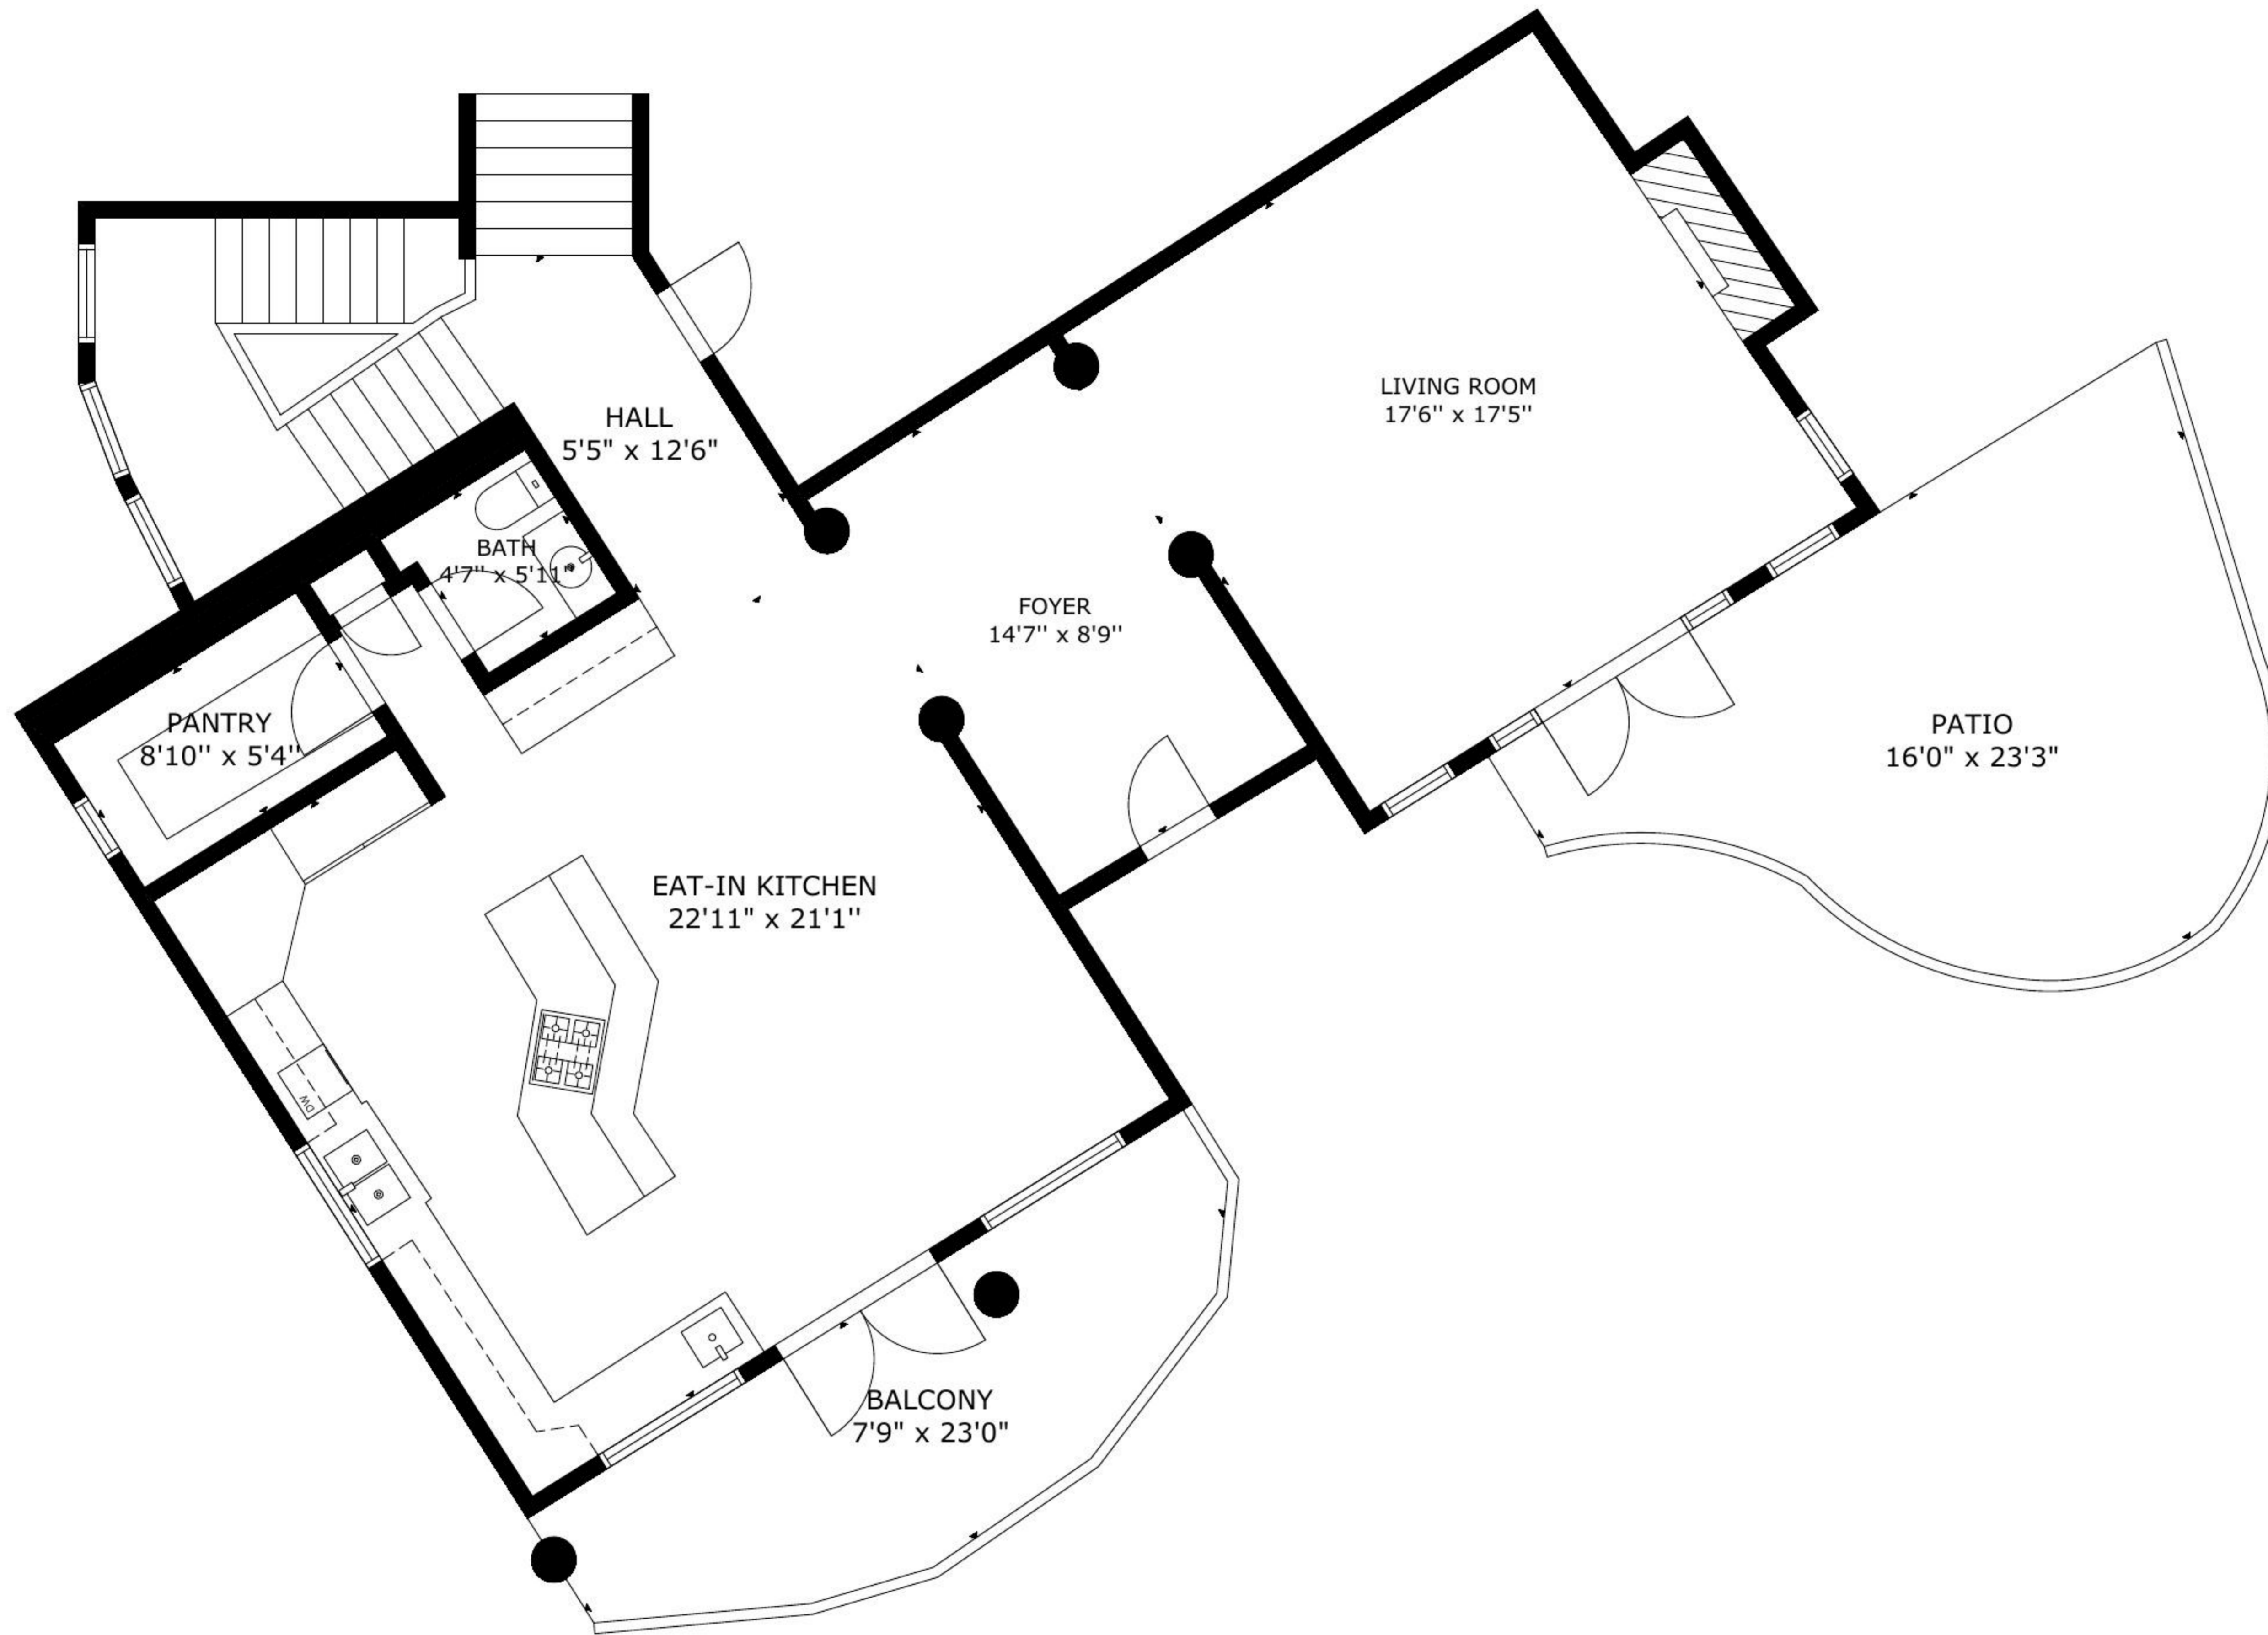 LIVING ROOM
17'6'' x 17'5''
HALL
5'5" x 12'6"
BATH
4'7" x 5'11"
FOYER
14'7'' x 8'9''
PANTRY
8'10'' x 5'4''
PATIO
16'0" x 23'3"
EAT-IN KITCHEN
22'11" x 21'1''
DW
BALCONY
7'9" x 23'0"